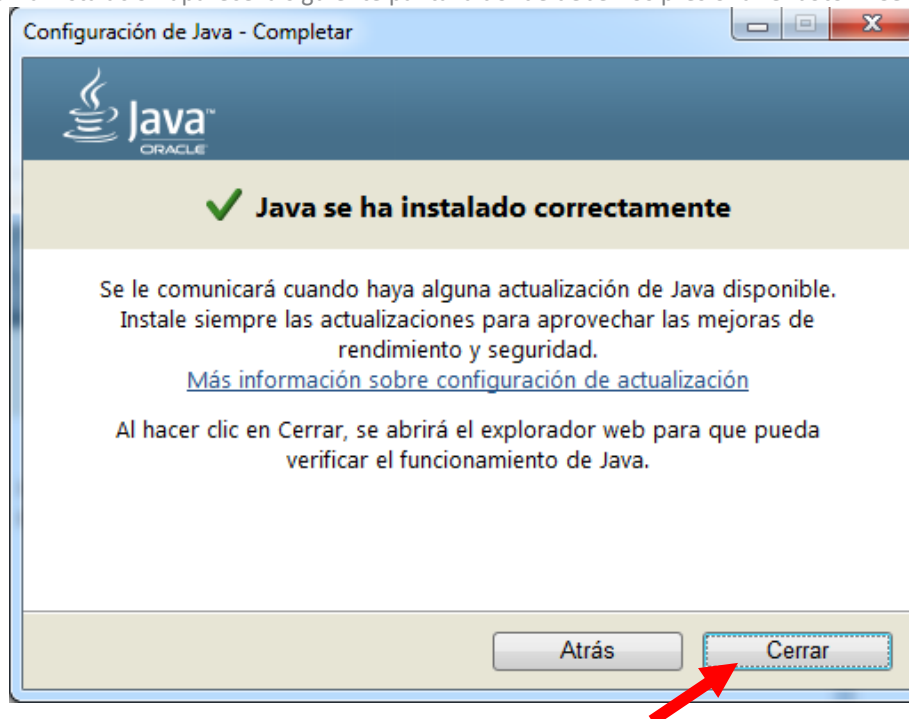 Configuración de Java - Completar
Java™
ORACLE
Java se ha instalado correctamente
Se le comunicará cuando haya alguna actualización de Java disponible.
Instale siempre las actualizaciones para aprovechar las mejoras de
rendimiento y seguridad.
Más información sobre configuración de actualización
Al hacer clic en Cerrar, se abrirá el explorador web para que pueda
verificar el funcionamiento de Java.
Atrás
Cerrar